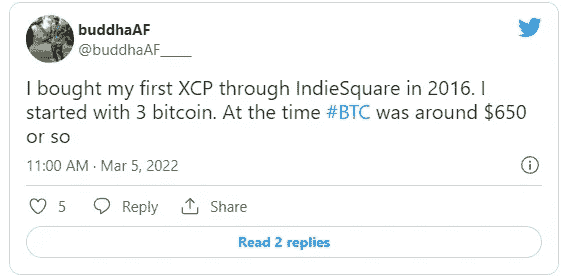 buddhaAF
@buddhaAF____
I bought my first XCP through IndieSquare in 2016. I
started with 3 bitcoin. At the time #BTC was around $650
or so
11:00 AM · Mar 5, 2022
5 Reply Share
Read 2 replies